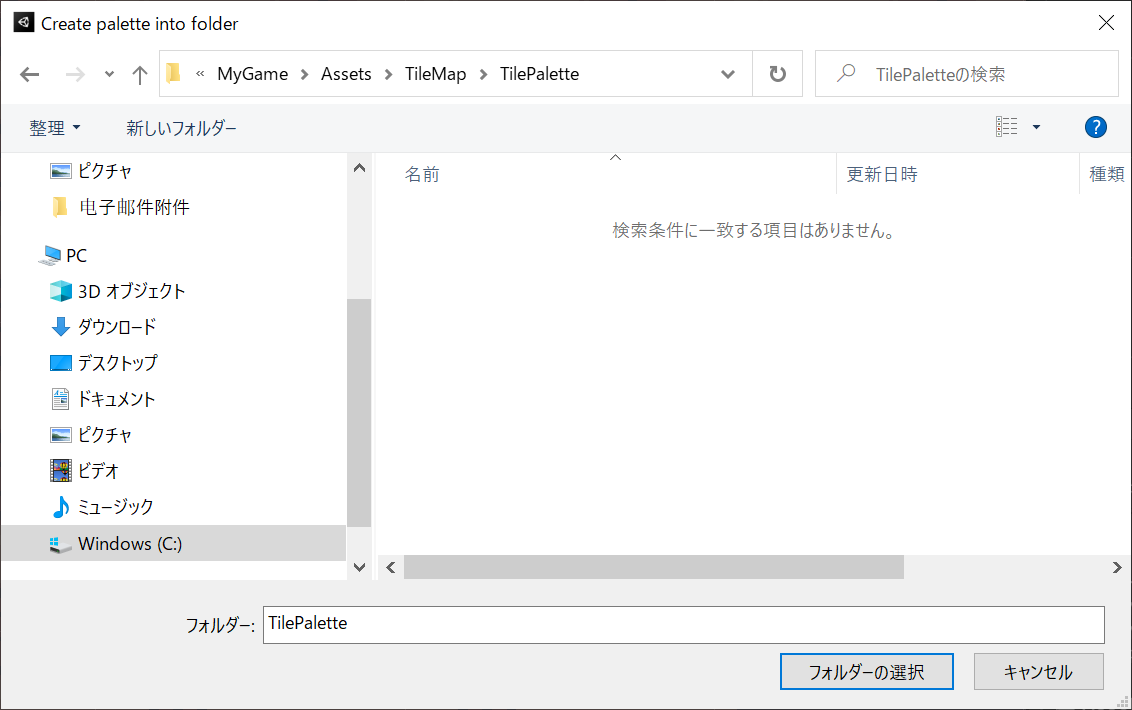 Create palette into folder
« MyGame > Assets > TileMap > TilePalette
TilePaletteの検索
整理
新しいフォルダー
?
ピクチャ
电子邮件附件
PC
3D オブジェクト
ダウンロード
デスクトップ
ドキュメント
ピクチャ
ビデオ
ミュージック
Windows (C:)
名前
更新日時
種類
検索条件に一致する項目はありません。
フォルダー:
TilePalette
フォルダーの選択
キャンセル